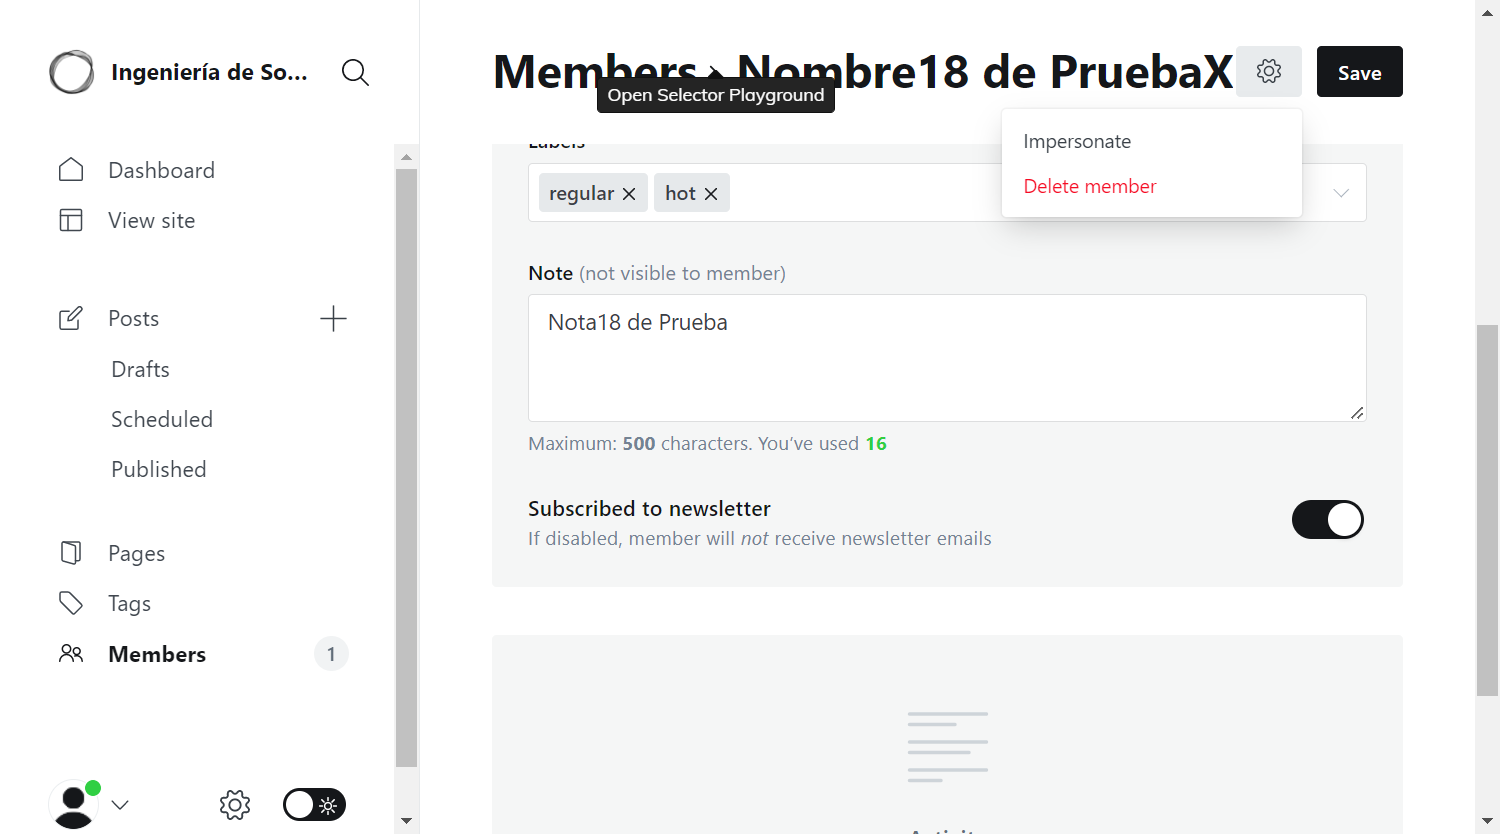 Ingeniería de So...
Dashboard
View site
Posts
Drafts
Scheduled
Published
Pages
Tags
Members
1
Members Nombre18 de PruebaX
Open Selector Playground
Save
Impersonate
Delete member
Labels
regular
hot
Note (not visible to member)
Nota18 de Prueba
Maximum: 500 characters. You've used 16
Subscribed to newsletter
If disabled, member will not receive newsletter emails